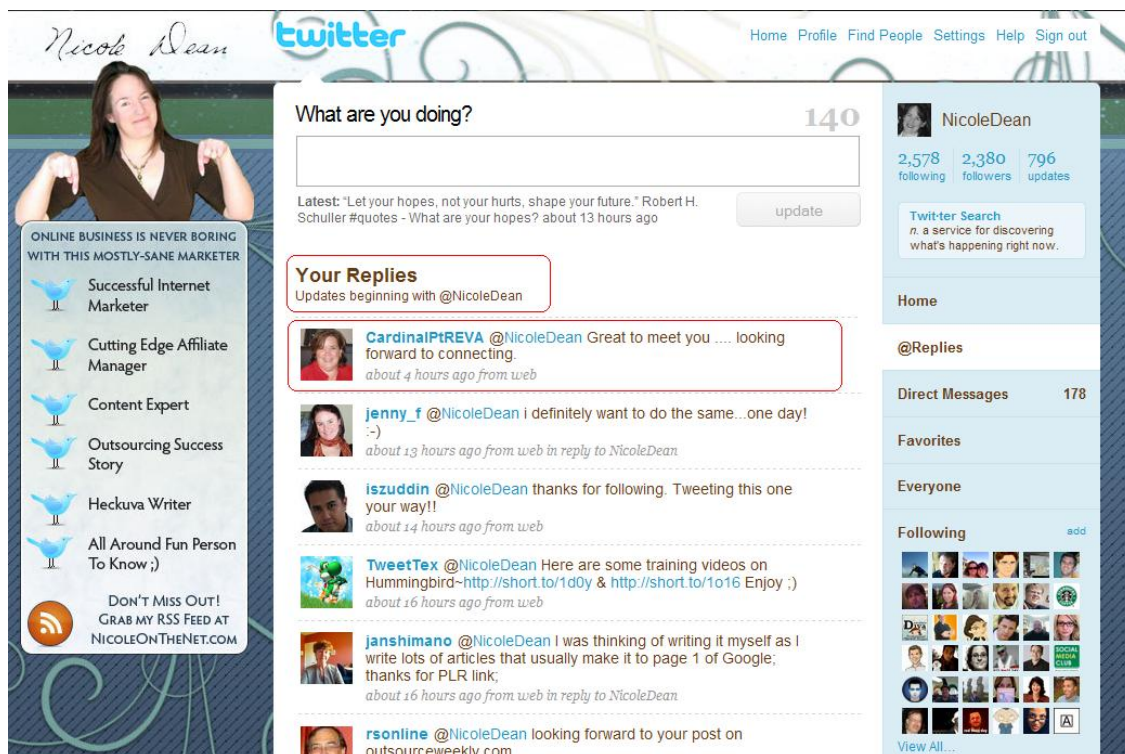 Nicole Dean
twitter
Home Profile Find People Settings Help Sign out
ONLINE BUSINESS IS NEVER BORING
WITH THIS MOSTLY-SANE MARKETER
Successful Internet
Marketer
Cutting Edge Affiliate
Manager
Content Expert
Outsourcing Success
Story
Heckuva Writer
All Around Fun Person
To Know ;)
DON'T MISS OUT!
GRAB MY RSS FEED AT
NICOLEONTHENET.COM
What are you doing?
140
Latest: "Let your hopes, not your hurts, shape your future." Robert H.
Schuller #quotes - What are your hopes? about 13 hours ago
update
Your Replies
Updates beginning with @NicoleDean
CardinalPtREVA @NicoleDean Great to meet you .... looking
forward to connecting.
about 4 hours ago from web
jenny_f @NicoleDean i definitely want to do the same...one day!
:-)
about 13 hours ago from web in reply to NicoleDean
iszuddin @NicoleDean thanks for following. Tweeting this one
your way!!
about 14 hours ago from web
TweetTex @NicoleDean Here are some training videos on
Hummingbird~http://short.to/1d0y & http://short.to/1o16 Enjoy ;)
about 16 hours ago from web
janshimano @NicoleDean I was thinking of writing it myself as I
write lots of articles that usually make it to page 1 of Google;
thanks for PLR link;
about 16 hours ago from web in reply to NicoleDean
rsonline @NicoleDean looking forward to your post on
outsourceweekly.com
NicoleDean
2,578 2,380 796
following followers updates
Twit·ter Search
n. a service for discovering
what's happening right now.
Home
@Replies
Direct Messages 178
Favorites
Everyone
Following add
SOCIAL
MEDIA
CLUB
A
View All...